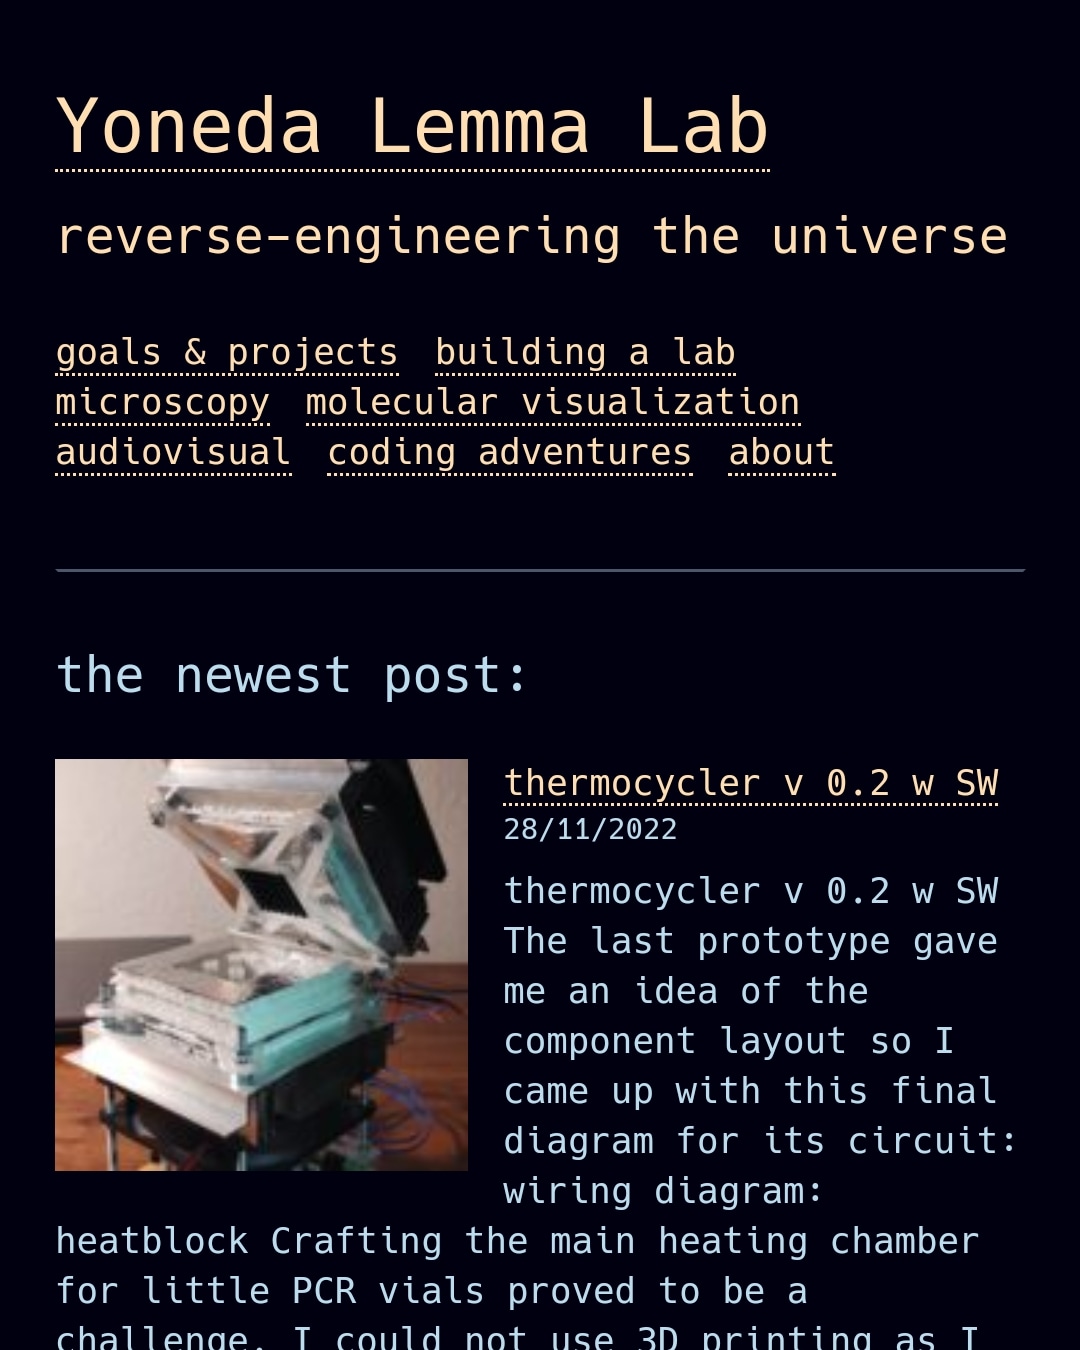 Yoneda Lemma Lab
reverse-engineering the universe
goals & projects building a lab
microscopy molecular visualization
audiovisual coding adventures about
the newest post:
thermocycler v 0.2 w SW
28/11/2022
thermocycler v 0.2 w SW
The last prototype gave
me an idea of the
component layout so I
came up with this final
diagram for its circuit:
wiring diagram:
heatblock Crafting the main heating chamber
for little PCR vials proved to be a
challenge. I could not use 3D printing as I